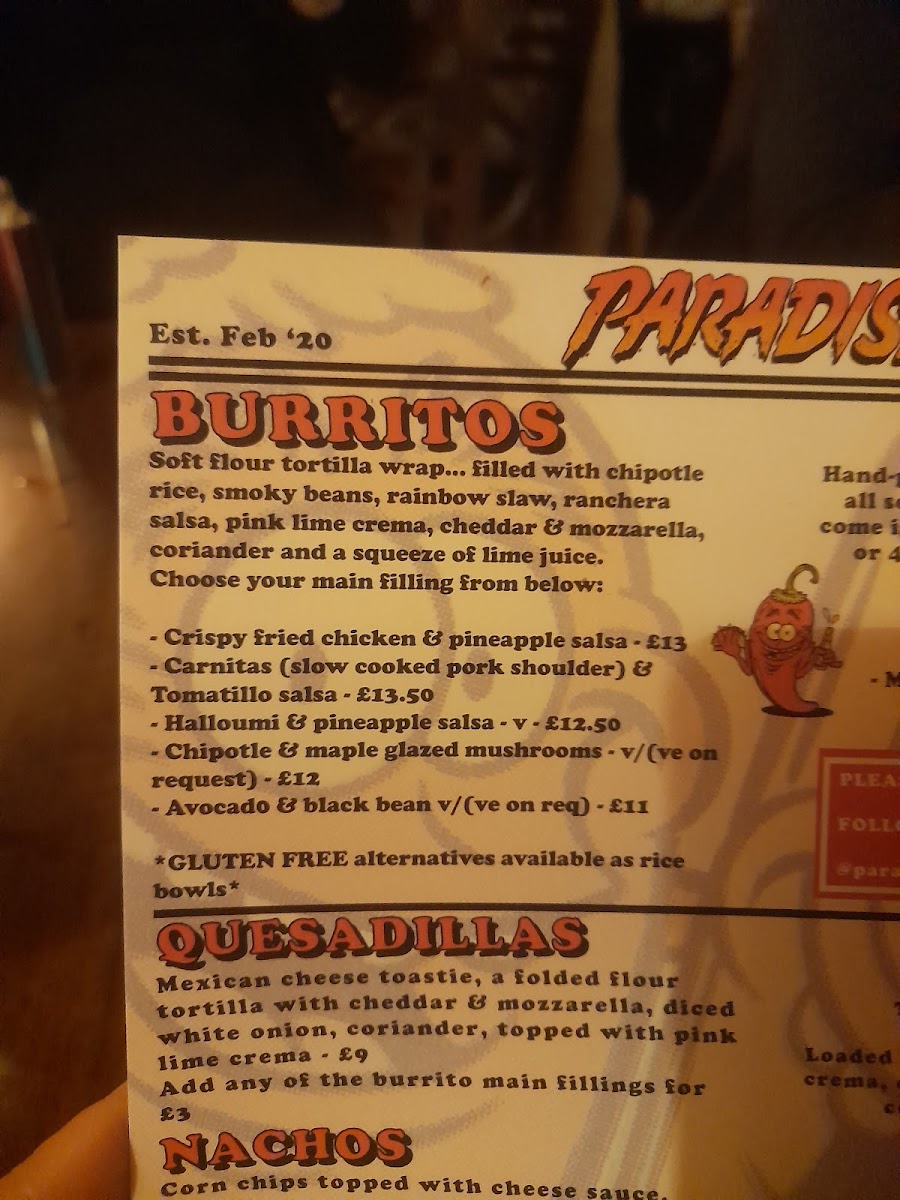 Est. Feb ‘20
PARADIS
BURRITOS
Soft flour tortilla wrap... filled with chipotle
rice, smoky beans, rainbow slaw, ranchera
salsa, pink lime crema, cheddar & mozzarella,
coriander and a squeeze of lime juice.
Choose your main filling from below:
- Crispy fried chicken & pineapple salsa - £13
- Carnitas (slow cooked pork shoulder) &
Tomatillo salsa - £13.50
- Halloumi & pineapple salsa - v - £12.50
- Chipotle & maple glazed mushrooms - v/(ve on
request) - £12
- Avocado & black bean v/(ve on req) - £11
*GLUTEN FREE alternatives available as rice
bowls*
QUESADILLAS
Mexican cheese toastie, a folded flour
tortilla with cheddar & mozzarella, diced
white onion, coriander, topped with pink
lime crema - £9
Add any of the burrito main fillings for
£3
NACHOS
Corn chips topped with cheese sauce,
Hand-
all s
come i
or 4
- M
PLEA
FOLLO
@para
Loaded
crema,
c